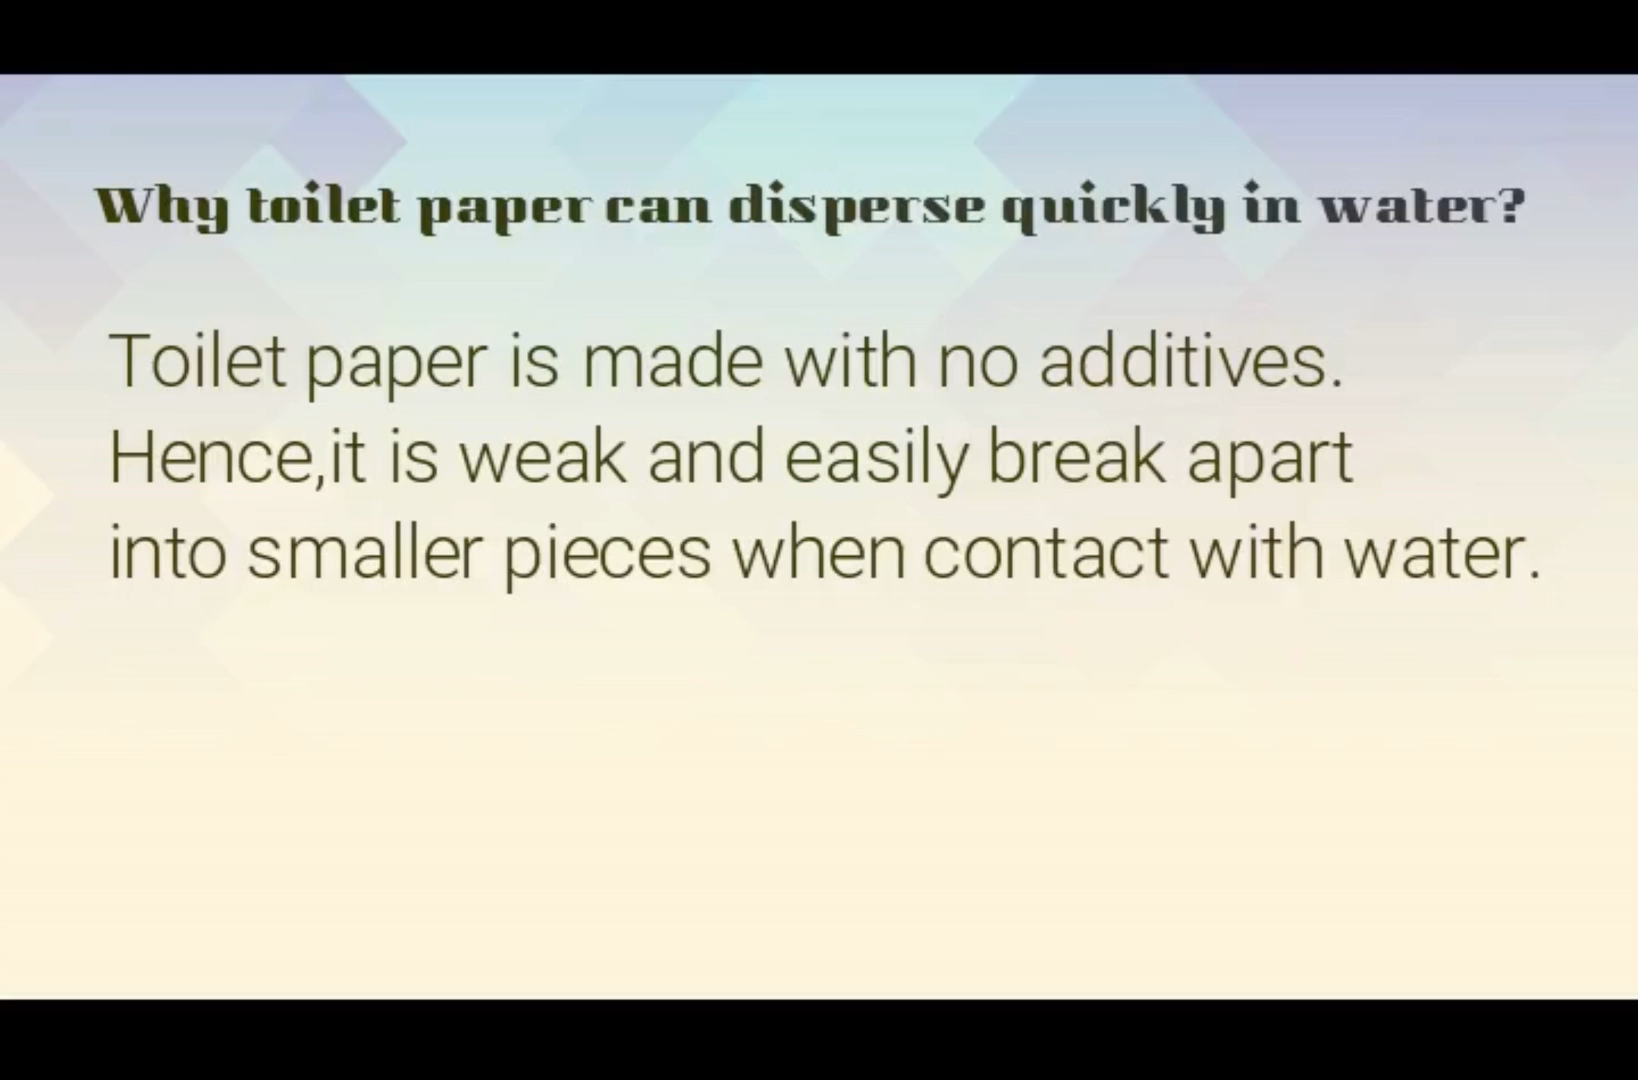 Why toilet paper can disperse quickly in water?
Toilet paper is made with no additives.
Hence,it is weak and easily break apart
into smaller pieces when contact with water.